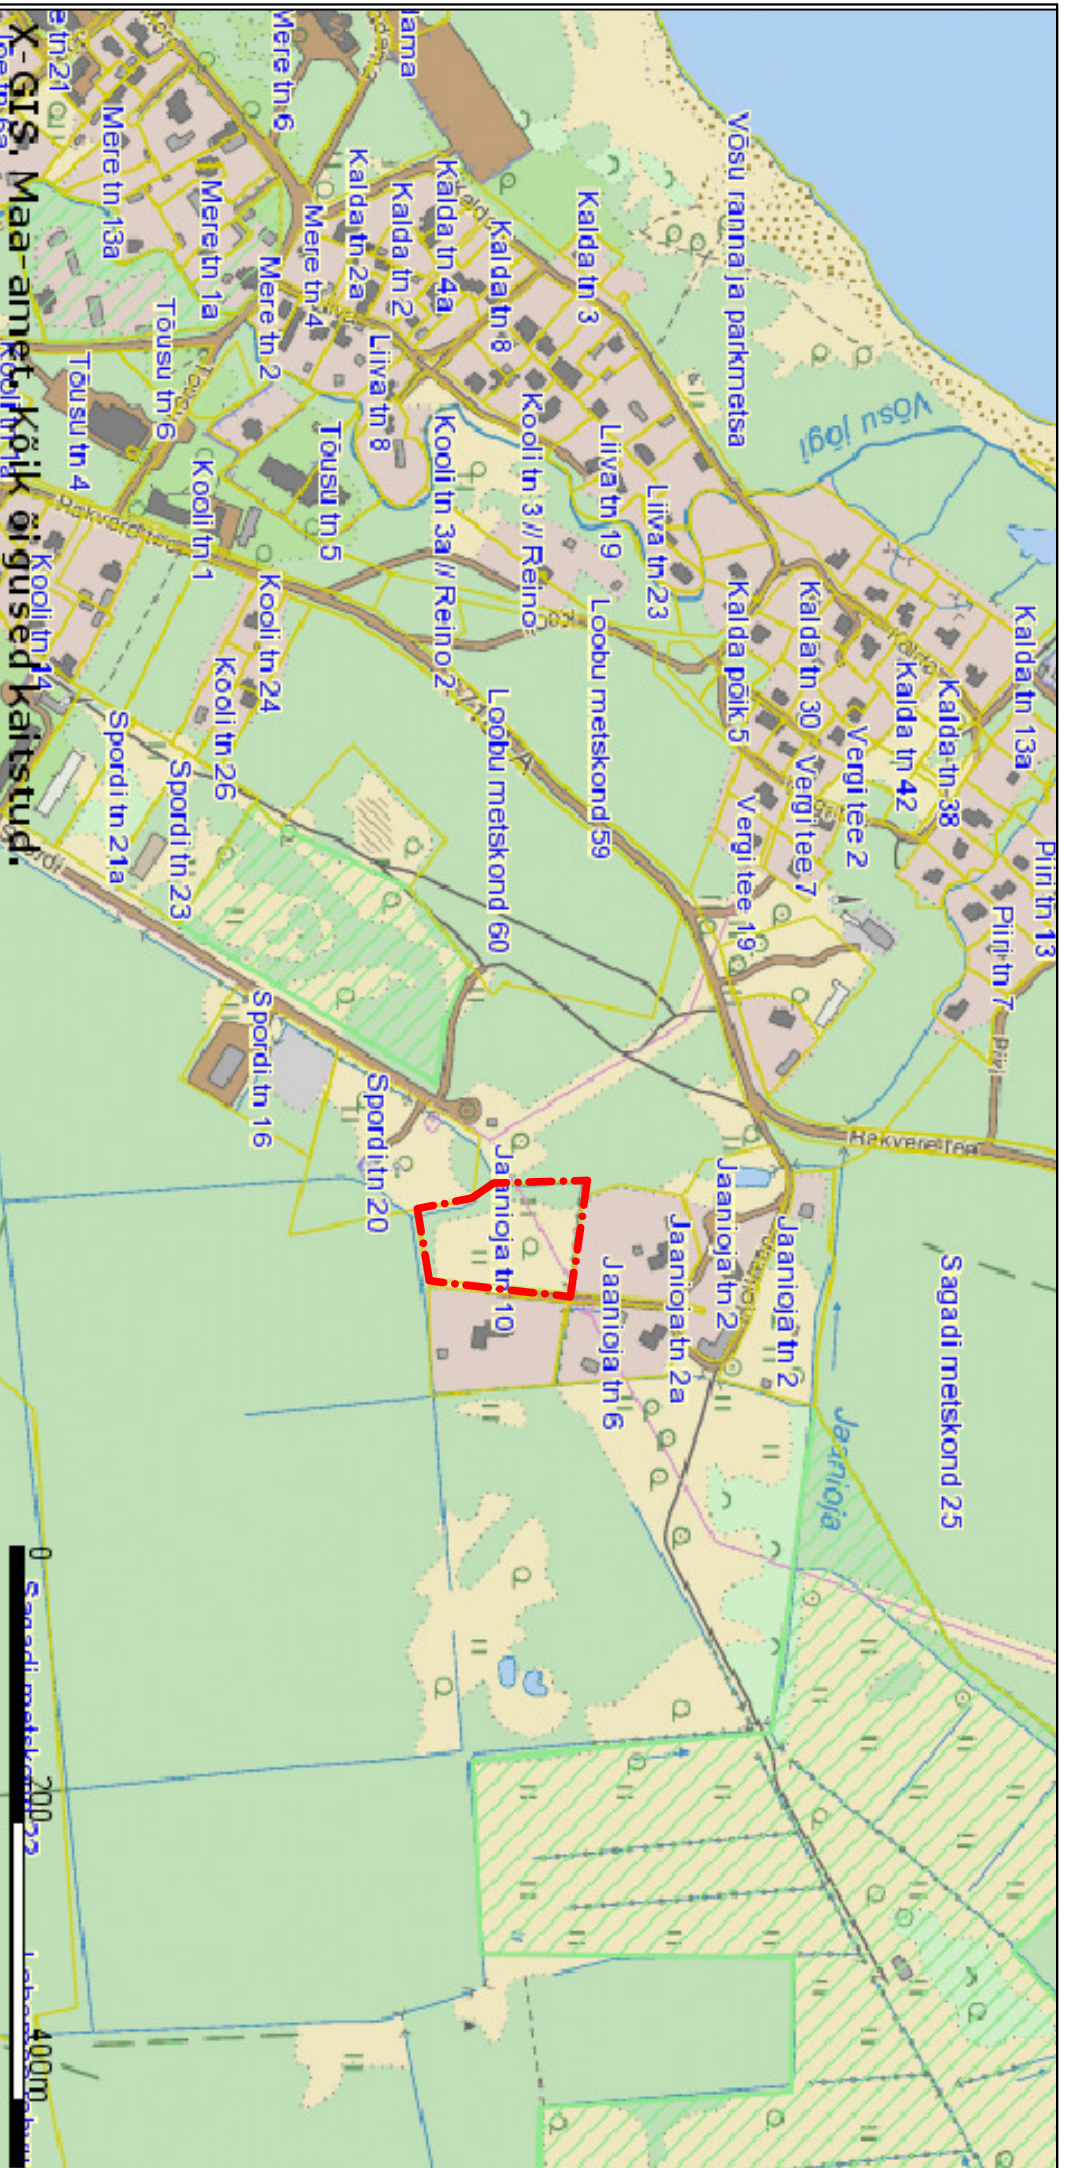 Võsu ranna ja parkmetsa
Võsu jõgi
Kalda tn 13a
Piiri tn 13
Piiri tn 7
Piiri
Kalda tn 38
Kalda tn 42
Vergi tee 2
Kalda tn 30
Vergi tee 7
Kalda põik 5
Vergi tee 19
Rakvere tee
Sagadi metskond 25
Kalda tn 3
Liiva tn 23
Liiva tn 19
Loobu metskond 59
Kalda tn 8
Kooli tn 3 // Reino
Kalda tn 4a
Kooli tn 3a // Reino 2
Loobu metskond 60
Kalda tn 2
Kalda tn 2a
Liiva tn 8
Mere tn 4
Tõusu tn 5
Mere tn 6
Mere tn 2
Kooli tn 24
Mere tn 1a
Kooli tn 1
Kooli tn 26
Tõusu tn 6
Spordi tn 23
Mere tn 13a
Tõusu tn 4
Spordi tn 21a
Kooli tn 14
Spordi tn 16
Spordi tn 20
Jaanioja tn 2
Jaanioja tn 2
Jaanioja tn 2a
Jaanioja tn 6
Jaanioja tn 10
Jaanioja
0
200
400m
X-GIS. Maa-amet. Kõik õigused kaitstud.